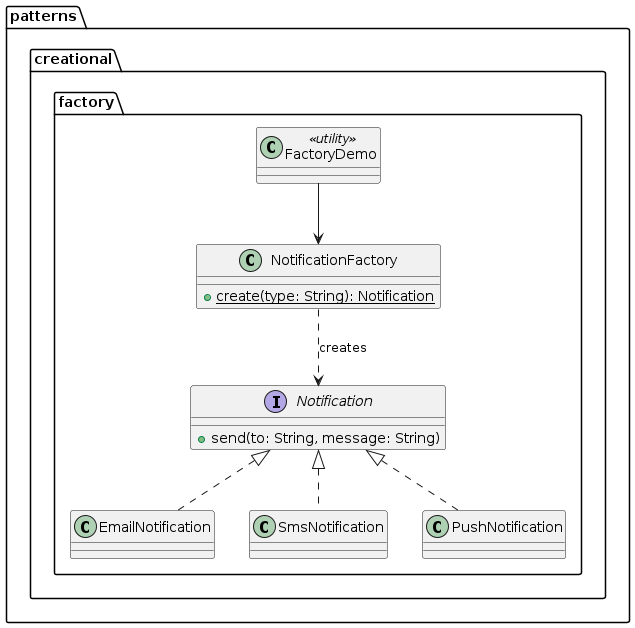 patterns
creational
factory
C «utility»
FactoryDemo
C NotificationFactory
create(type: String): Notification
creates
I Notification
send(to: String, message: String)
C EmailNotification
C SmsNotification
C PushNotification